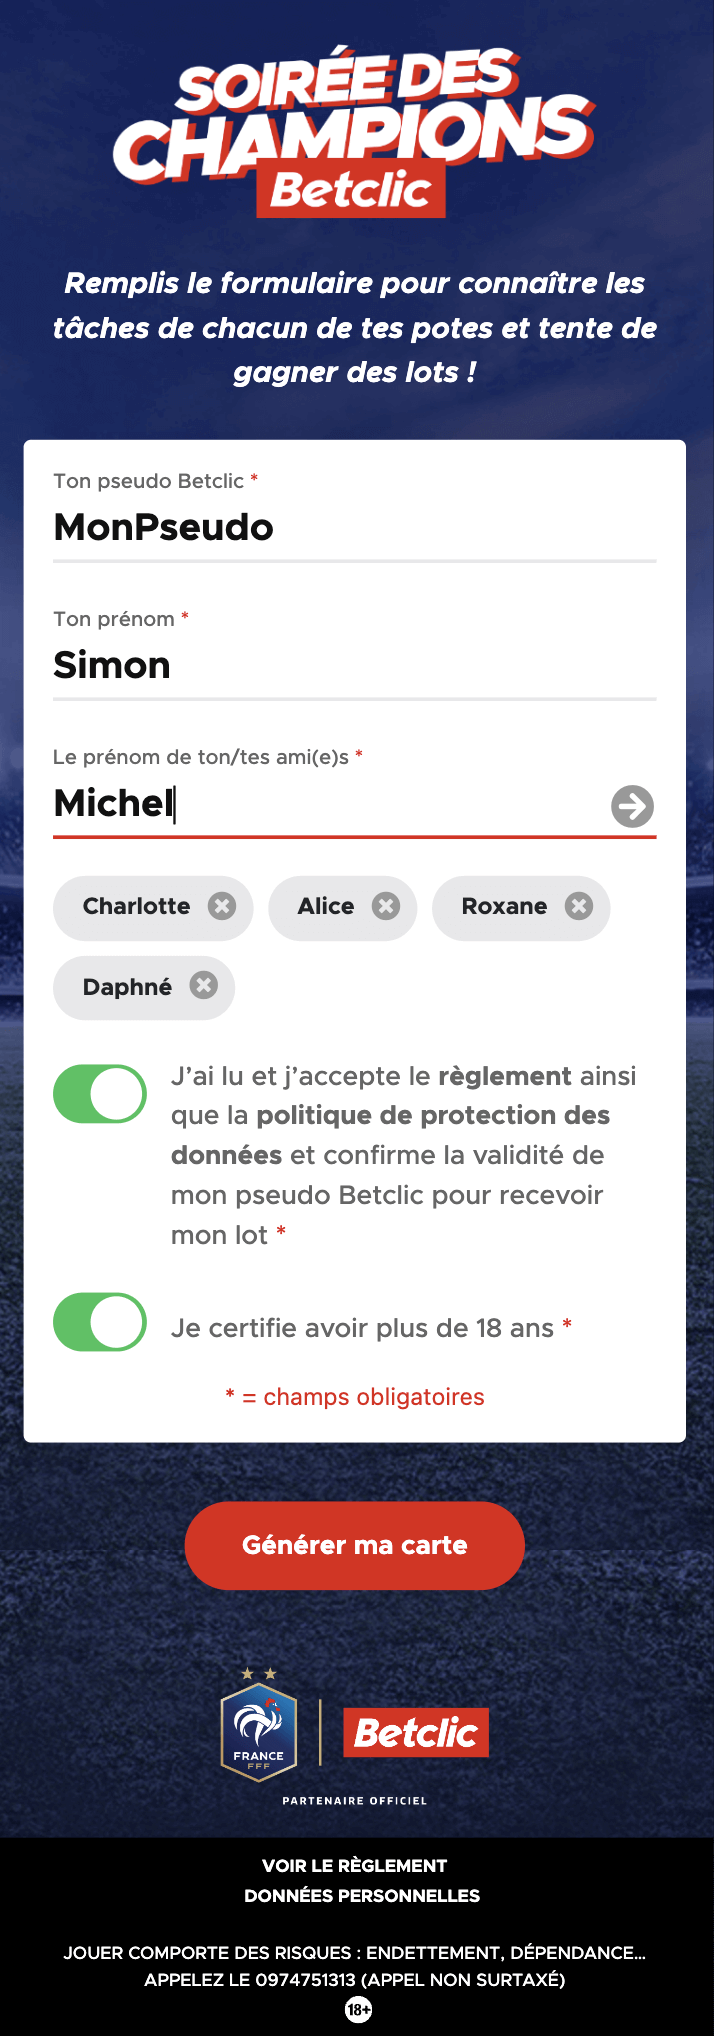 SOIRÉE DES
CHAMPIONS
Betclic
Remplis le formulaire pour connaître les
tâches de chacun de tes potes et tente de
gagner des lots !
Ton pseudo Betclic *
MonPseudo
Ton prénom *
Simon
Le prénom de ton/tes ami(e)s *
Michel
Charlotte
Alice
Roxane
Daphné
J’ai lu et j’accepte le règlement ainsi
que la politique de protection des
données et confirme la validité de
mon pseudo Betclic pour recevoir
mon lot *
Je certifie avoir plus de 18 ans *
* = champs obligatoires
Générer ma carte
FRANCE
FFF
Betclic
PARTENAIRE OFFICIEL
VOIR LE RÈGLEMENT
DONNÉES PERSONNELLES
JOUER COMPORTE DES RISQUES : ENDETTEMENT, DÉPENDANCE...
APPELEZ LE 0974751313 (APPEL NON SURTAXÉ)
18+